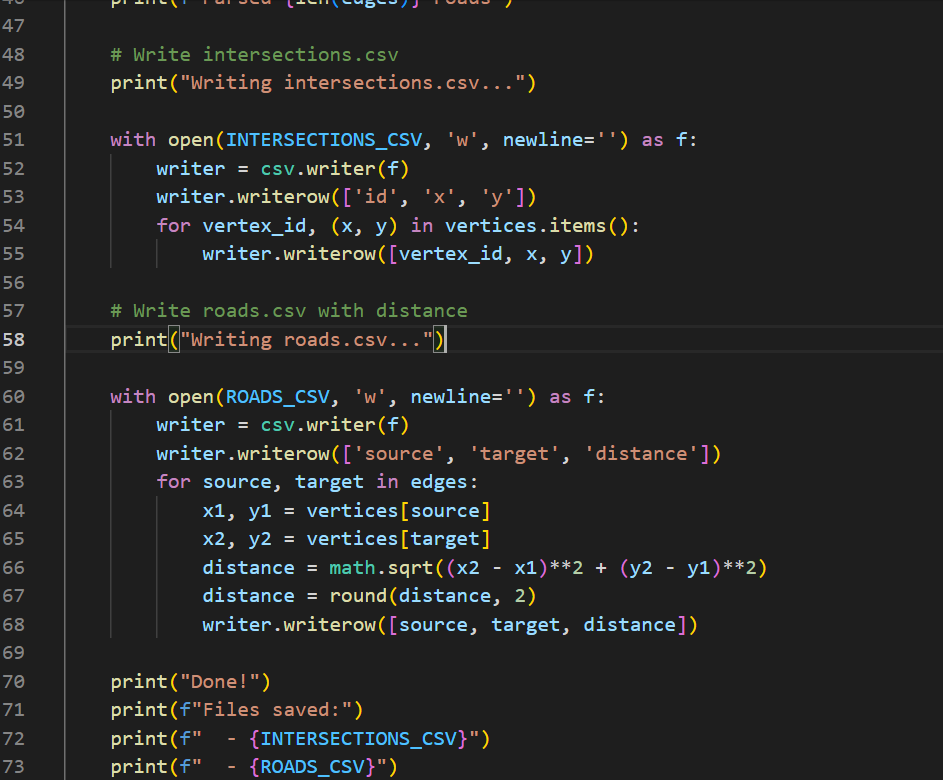 46 print(f"Parsed {len(edges)} roads")
47
48 # Write intersections.csv
49 print("Writing intersections.csv...")
50
51 with open(INTERSECTIONS_CSV, 'w', newline='') as f:
52 writer = csv.writer(f)
53 writer.writerow(['id', 'x', 'y'])
54 for vertex_id, (x, y) in vertices.items():
55 writer.writerow([vertex_id, x, y])
56
57 # Write roads.csv with distance
58 print("Writing roads.csv...")
59
60 with open(ROADS_CSV, 'w', newline='') as f:
61 writer = csv.writer(f)
62 writer.writerow(['source', 'target', 'distance'])
63 for source, target in edges:
64 x1, y1 = vertices[source]
65 x2, y2 = vertices[target]
66 distance = math.sqrt((x2 - x1)**2 + (y2 - y1)**2)
67 distance = round(distance, 2)
68 writer.writerow([source, target, distance])
69
70 print("Done!")
71 print(f"Files saved:")
72 print(f"  - {INTERSECTIONS_CSV}")
73 print(f"  - {ROADS_CSV}")